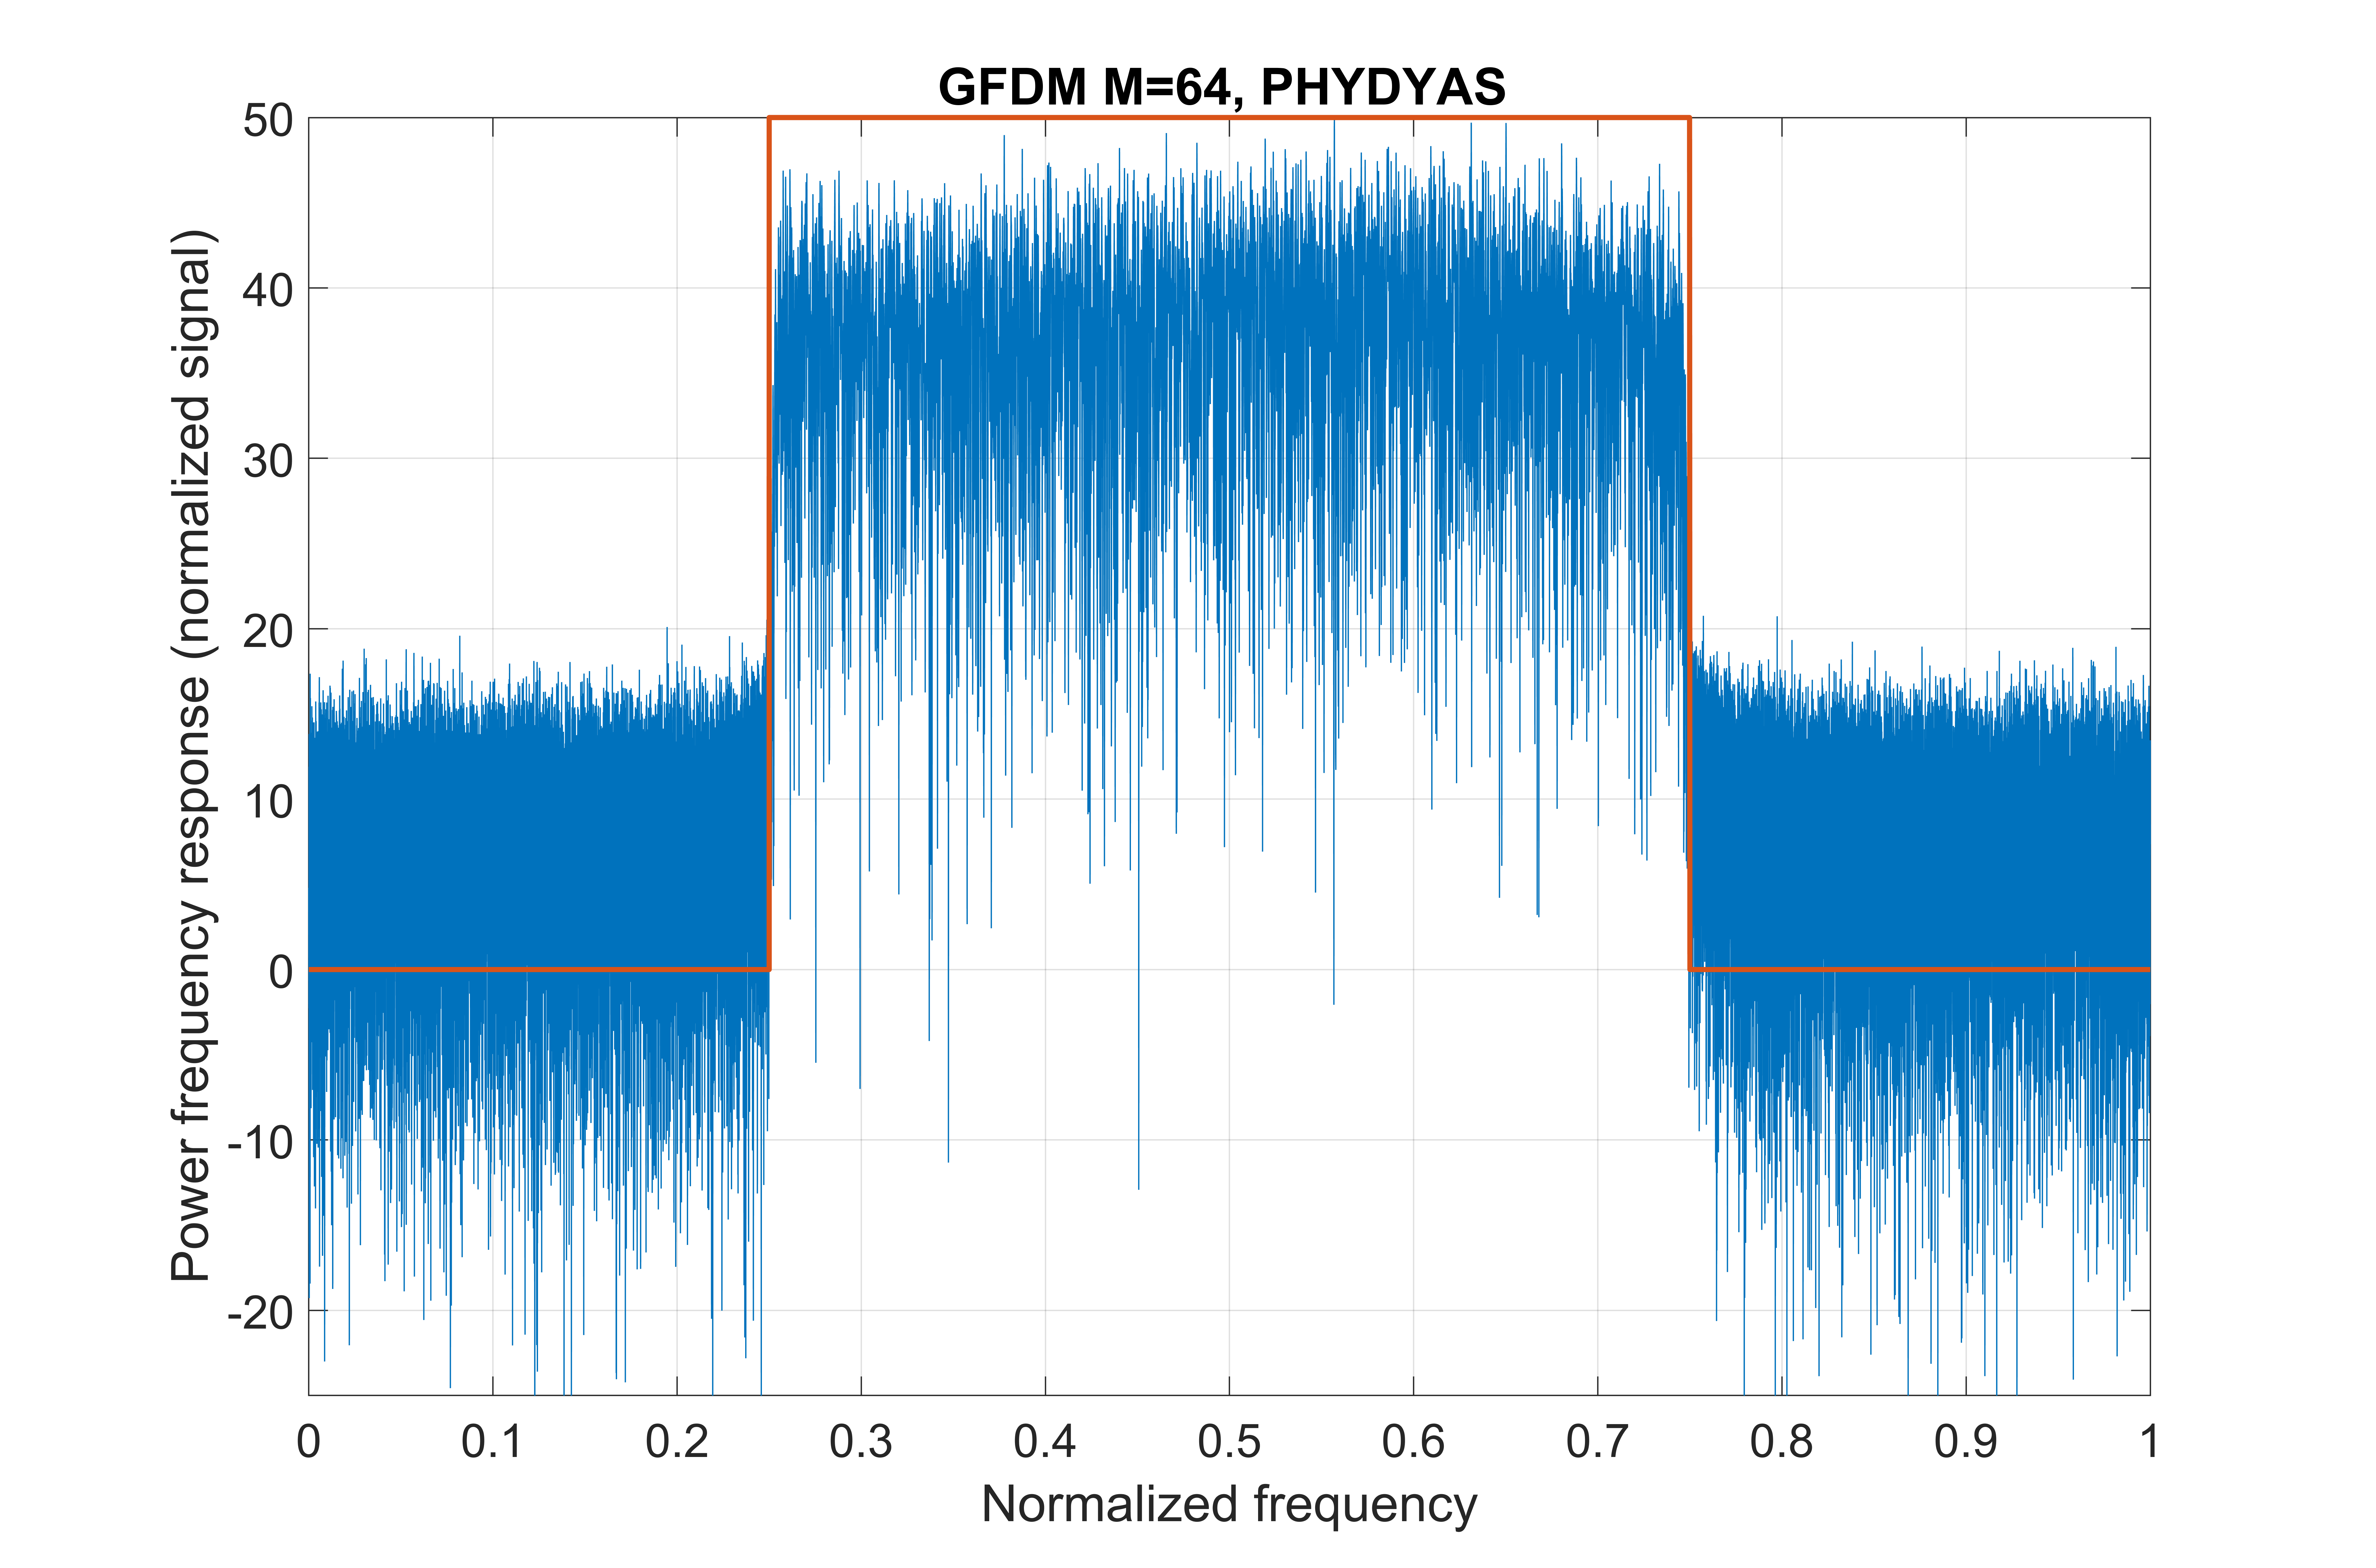 GFDM M=64, PHYDYAS
Power frequency response (normalized signal)
50
40
30
20
10
0
-10
-20
0 0.1 0.2 0.3 0.4 0.5 0.6 0.7 0.8 0.9 1
Normalized frequency